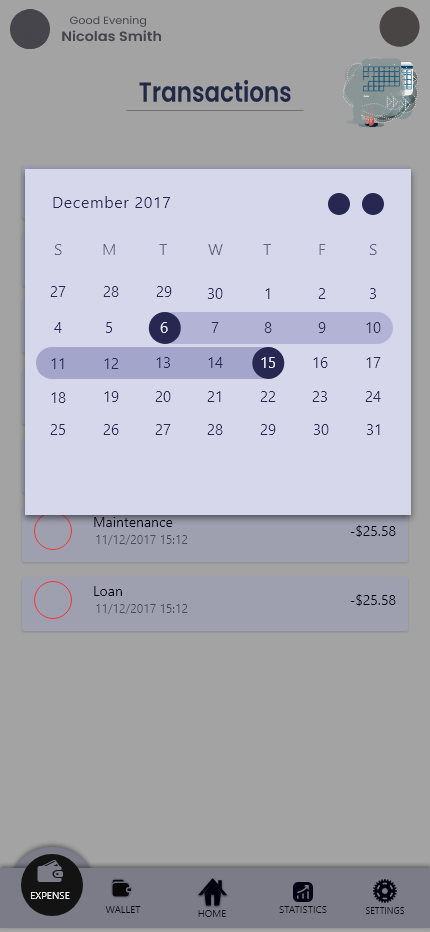 Good Evening
Nicolas Smith
Transactions
December 2017
S M T W T F S
27 28 29 30 1 2 3
4 5 6 7 8 9 10
11 12 13 14 15 16 17
18 19 20 21 22 23 24
25 26 27 28 29 30 31
Maintenance
-$25.58
11/12/2017 15:12
Loan
-$25.58
11/12/2017 15:12
EXPENSE
WALLET
HOME
STATISTICS
SETTINGS